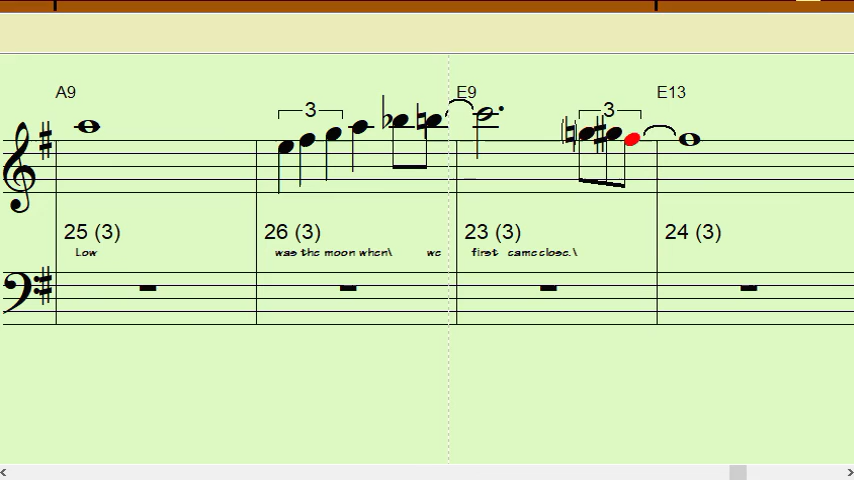 A9 E9 E13
3 3
25 (3) 26 (3) 23 (3) 24 (3)
Low was the moon when\ we first came close.\